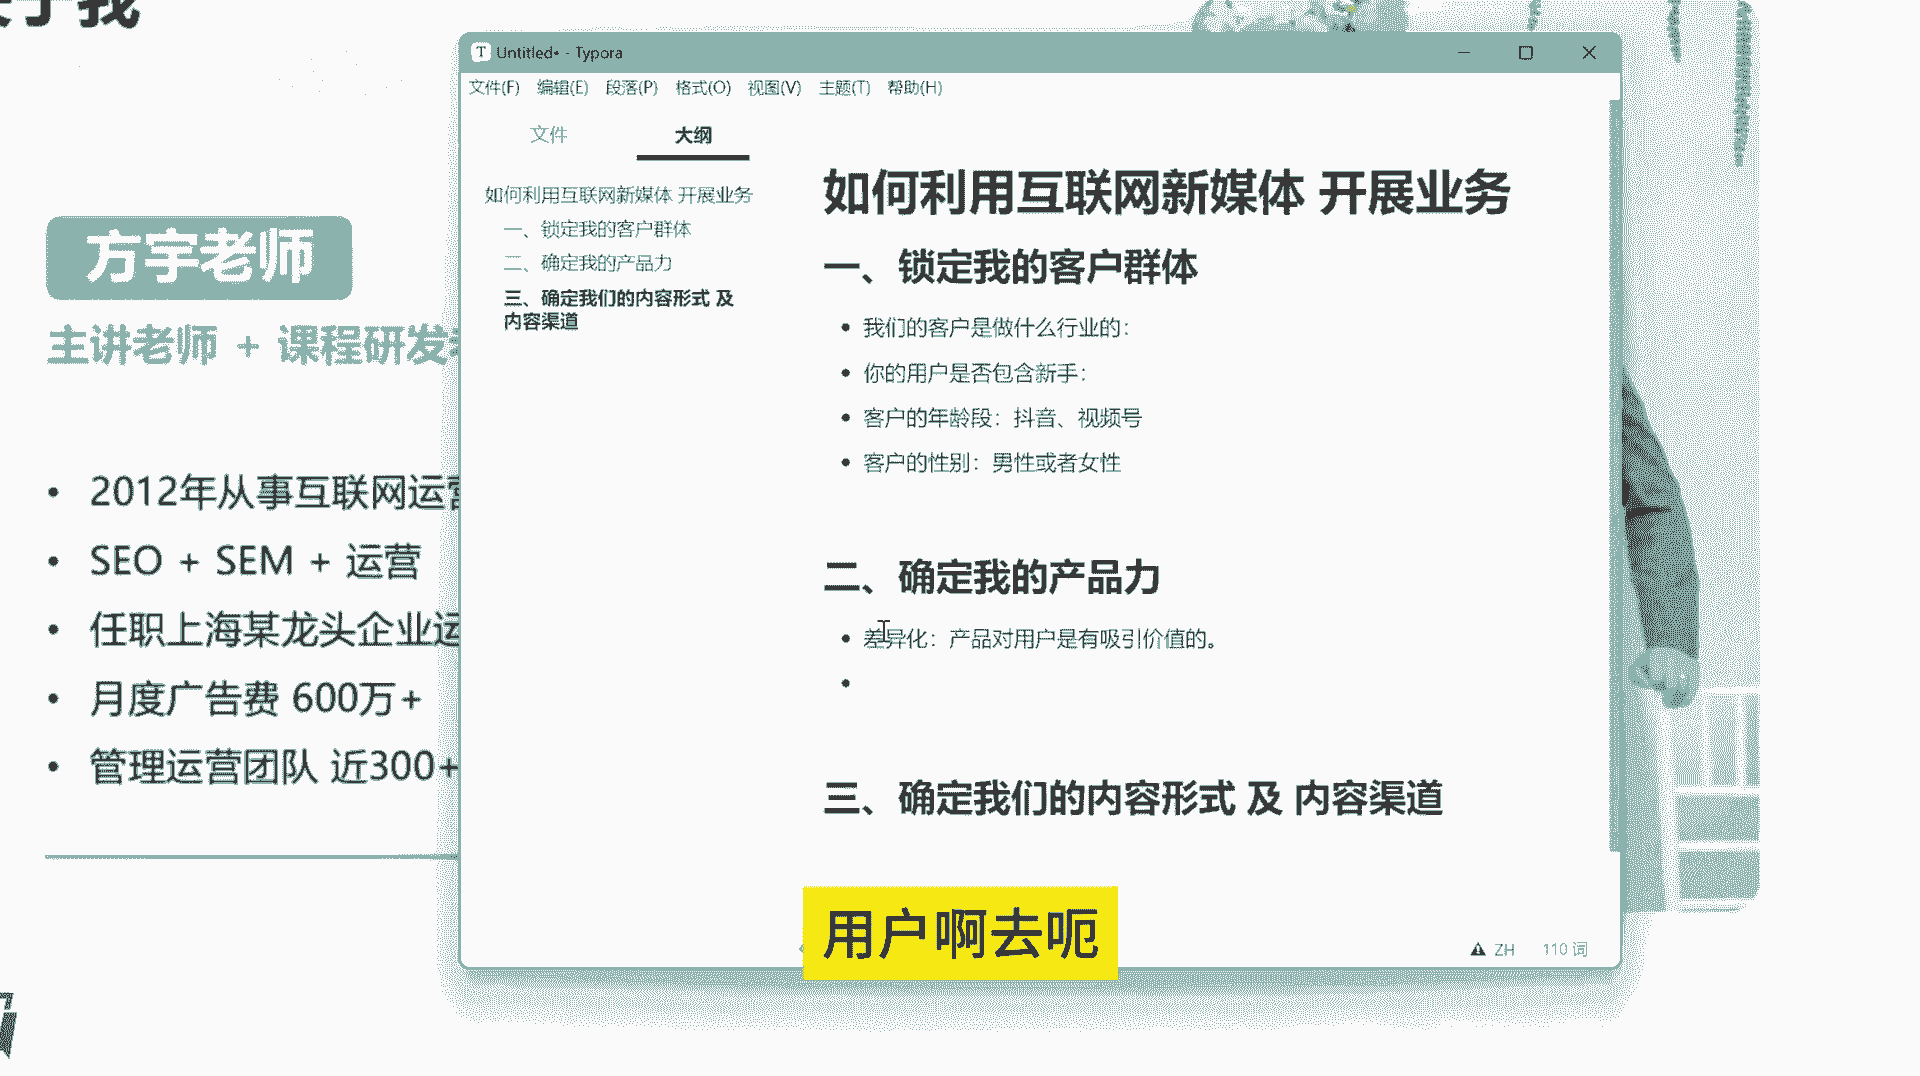 关于我
方宇老师
主讲老师 + 课程研发
2012年从事互联网运营
SEO + SEM + 运营
任职上海某龙头企业运
月度广告费 600万+
管理运营团队 近300+
Untitled• - Typora
文件(F) 编辑(E) 段落(P) 格式(O) 视图(V) 主题(T) 帮助(H)
文件 大纲
如何利用互联网新媒体 开展业务
一、锁定我的客户群体
二、确定我的产品力
三、确定我们的内容形式 及
内容渠道
如何利用互联网新媒体 开展业务
一、锁定我的客户群体
我们的客户是做什么行业的：
你的用户是否包含新手：
客户的年龄段：抖音、视频号
客户的性别：男性或者女性
二、确定我的产品力
差异化：产品对用户是有吸引价值的。
三、确定我们的内容形式 及 内容渠道
用户啊去呃
ZH 110 词